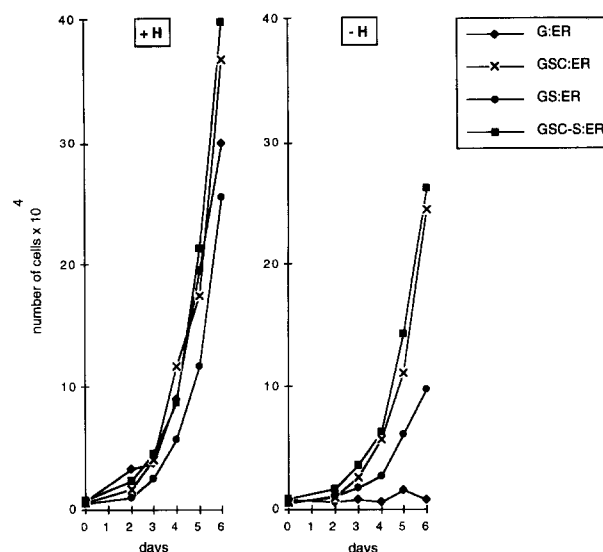 + H
- H
G:ER
GSC:ER
GS:ER
GSC-S:ER
number of cells x 10 4
40
30
20
10
0
0 1 2 3 4 5 6
days
40
30
20
10
0
0 1 2 3 4 5 6
days